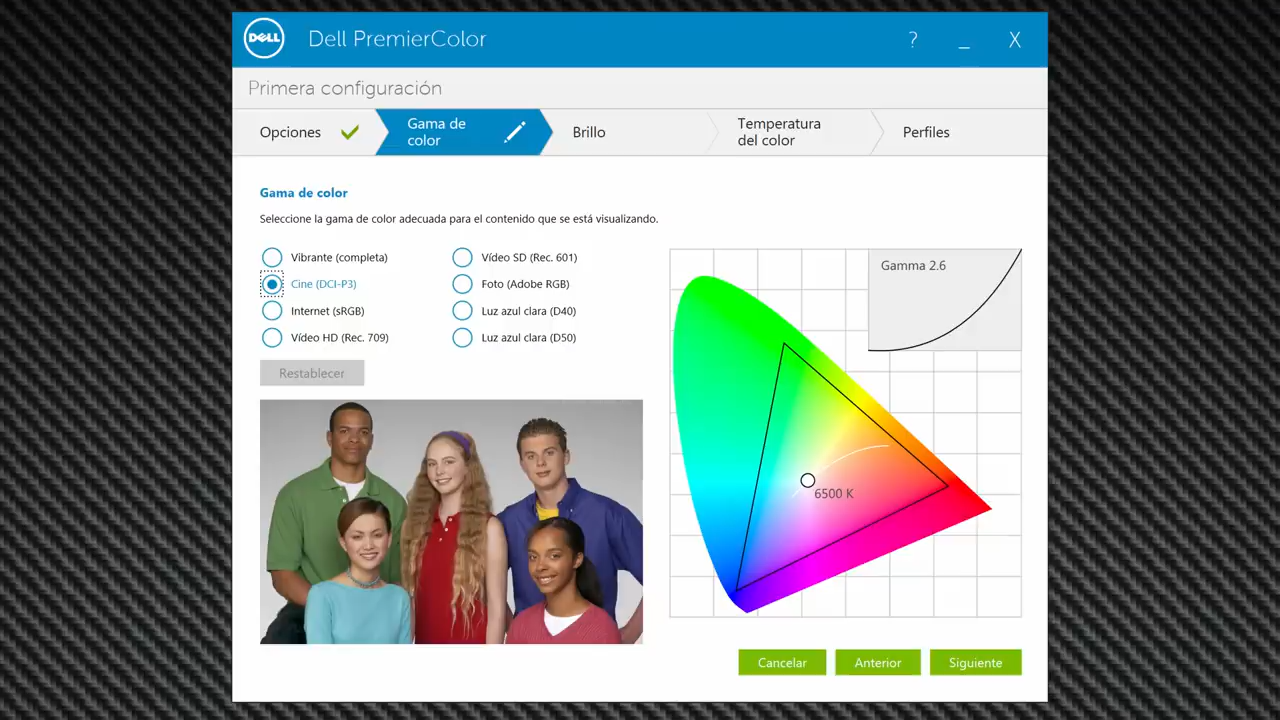 DELL
Dell PremierColor
?
_
X
Primera configuración
Opciones
Gama de
color
Brillo
Temperatura
del color
Perfiles
Gama de color
Seleccione la gama de color adecuada para el contenido que se está visualizando.
Vibrante (completa)
Vídeo SD (Rec. 601)
Cine (DCI-P3)
Foto (Adobe RGB)
Internet (sRGB)
Luz azul clara (D40)
Vídeo HD (Rec. 709)
Luz azul clara (D50)
Restablecer
Gamma 2.6
6500 K
Cancelar
Anterior
Siguiente